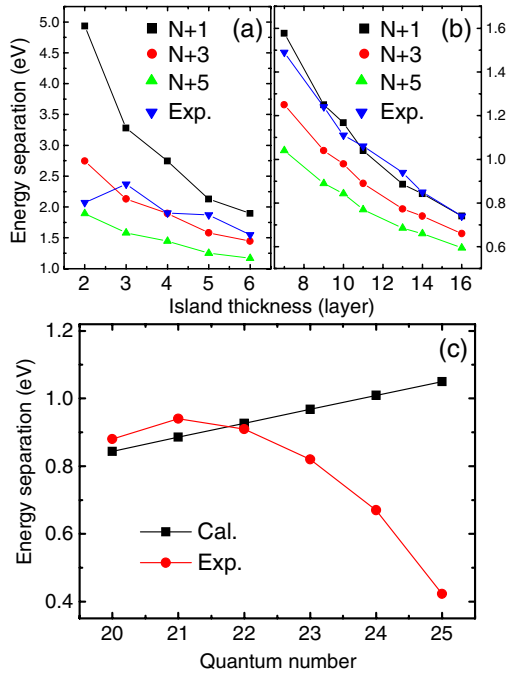 (a)
N+1
N+3
N+5
Exp.
Energy separation (eV)
5.0
4.5
4.0
3.5
3.0
2.5
2.0
1.5
1.0
2 3 4 5 6
(b)
N+1
N+3
N+5
Exp.
1.6
1.4
1.2
1.0
0.8
0.6
8 10 12 14 16
Island thickness (layer)
(c)
Energy separation (eV)
1.2
1.0
0.8
0.6
0.4
Cal.
Exp.
20 21 22 23 24 25
Quantum number